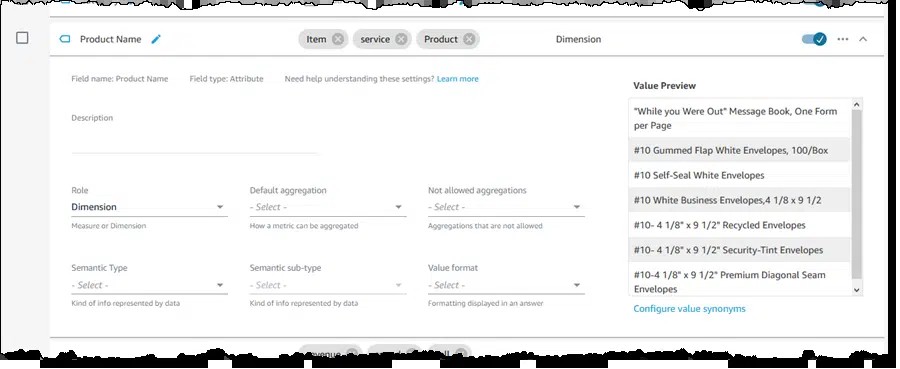 Product Name
Item
service
Product
Dimension
Field name: Product Name
Field type: Attribute
Need help understanding these settings? Learn more
Description
Role
Dimension
Measure or Dimension
Default aggregation
- Select -
How a metric can be aggregated
Not allowed aggregations
- Select -
Aggregations that are not allowed
Semantic Type
- Select -
Kind of info represented by data
Semantic sub-type
- Select -
Kind of info represented by data
Value format
- Select -
Formatting displayed in an answer
Value Preview
"While you Were Out" Message Book, One Form
per Page
#10 Gummed Flap White Envelopes, 100/Box
#10 Self-Seal White Envelopes
#10 White Business Envelopes,4 1/8 x 9 1/2
#10- 4 1/8" x 9 1/2" Recycled Envelopes
#10- 4 1/8" x 9 1/2" Security-Tint Envelopes
#10-4 1/8" x 9 1/2" Premium Diagonal Seam
Envelopes
Configure value synonyms